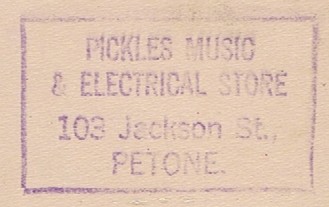 PICKLES MUSIC
& ELECTRICAL STORE
103 Jackson St.,
PETONE.